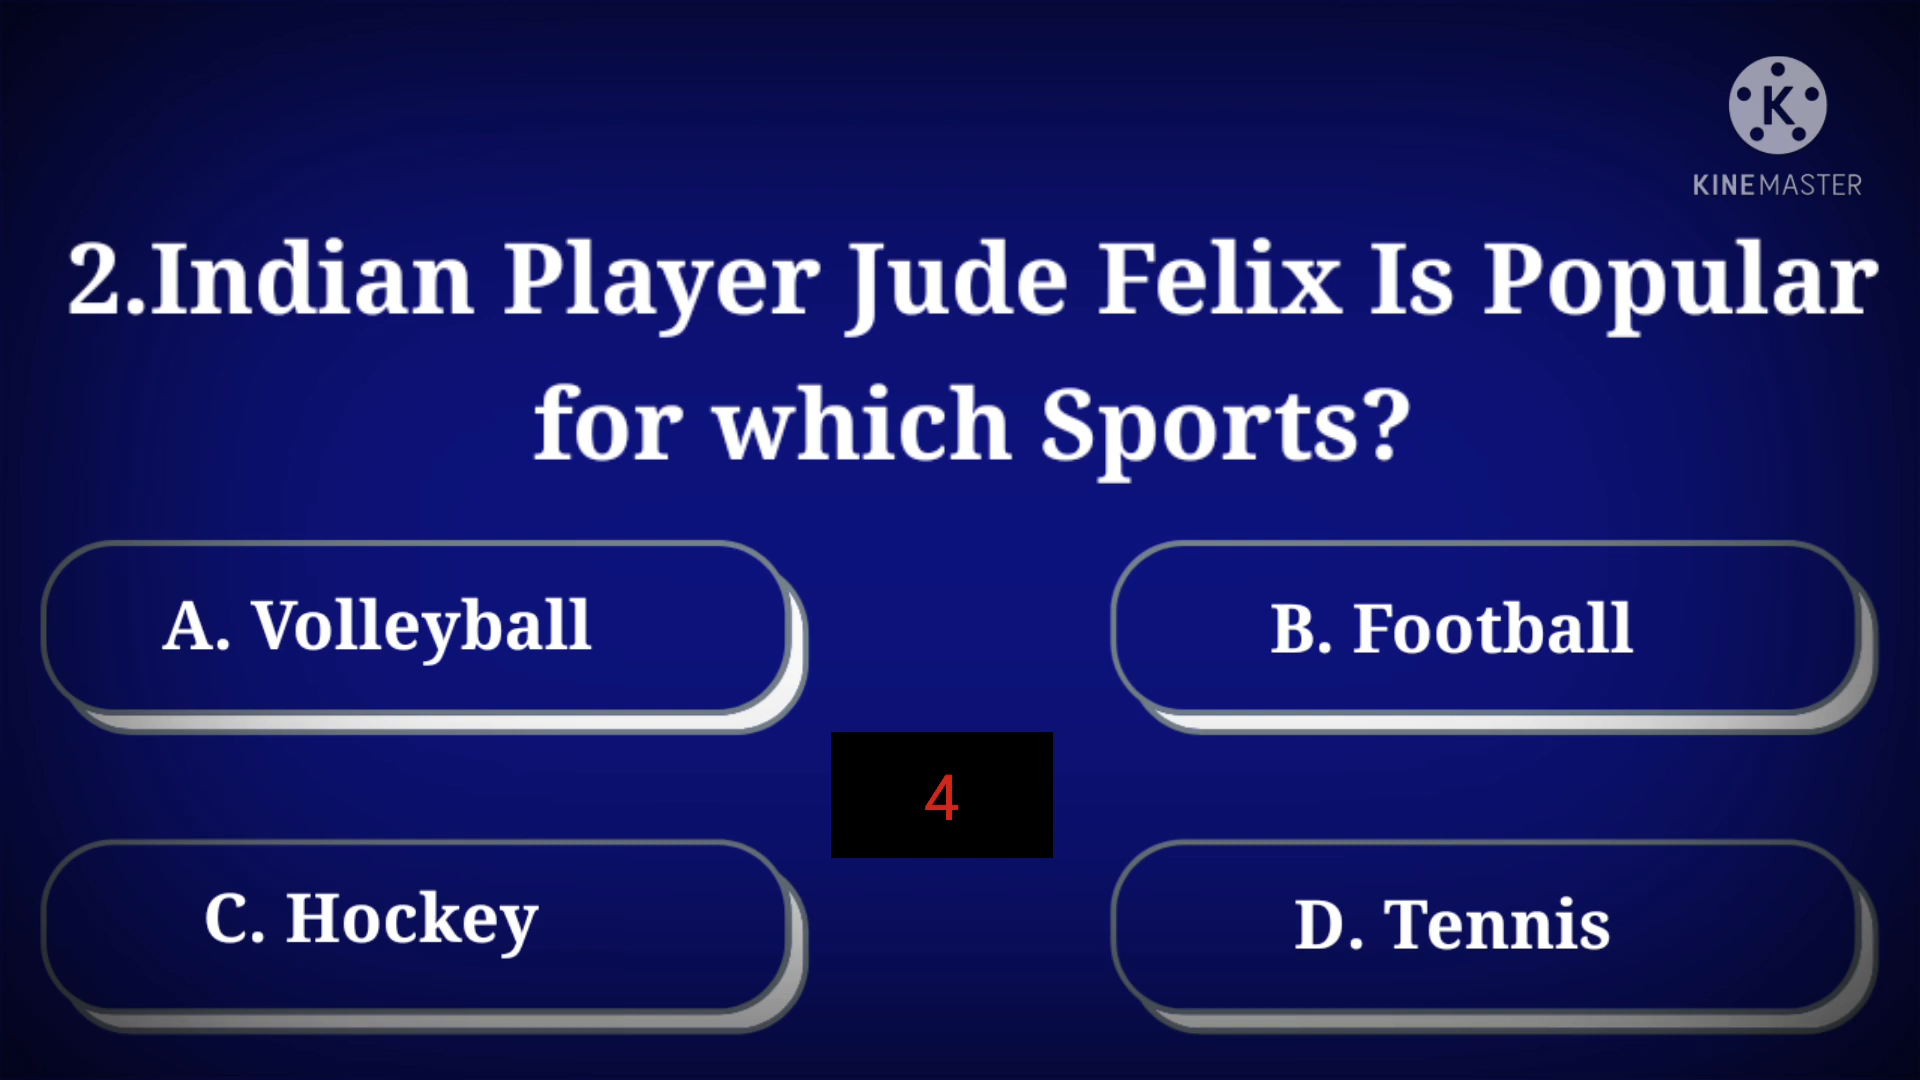 K
KINEMASTER
2.Indian Player Jude Felix Is Popular
for which Sports?
A. Volleyball
B. Football
4
C. Hockey
D. Tennis